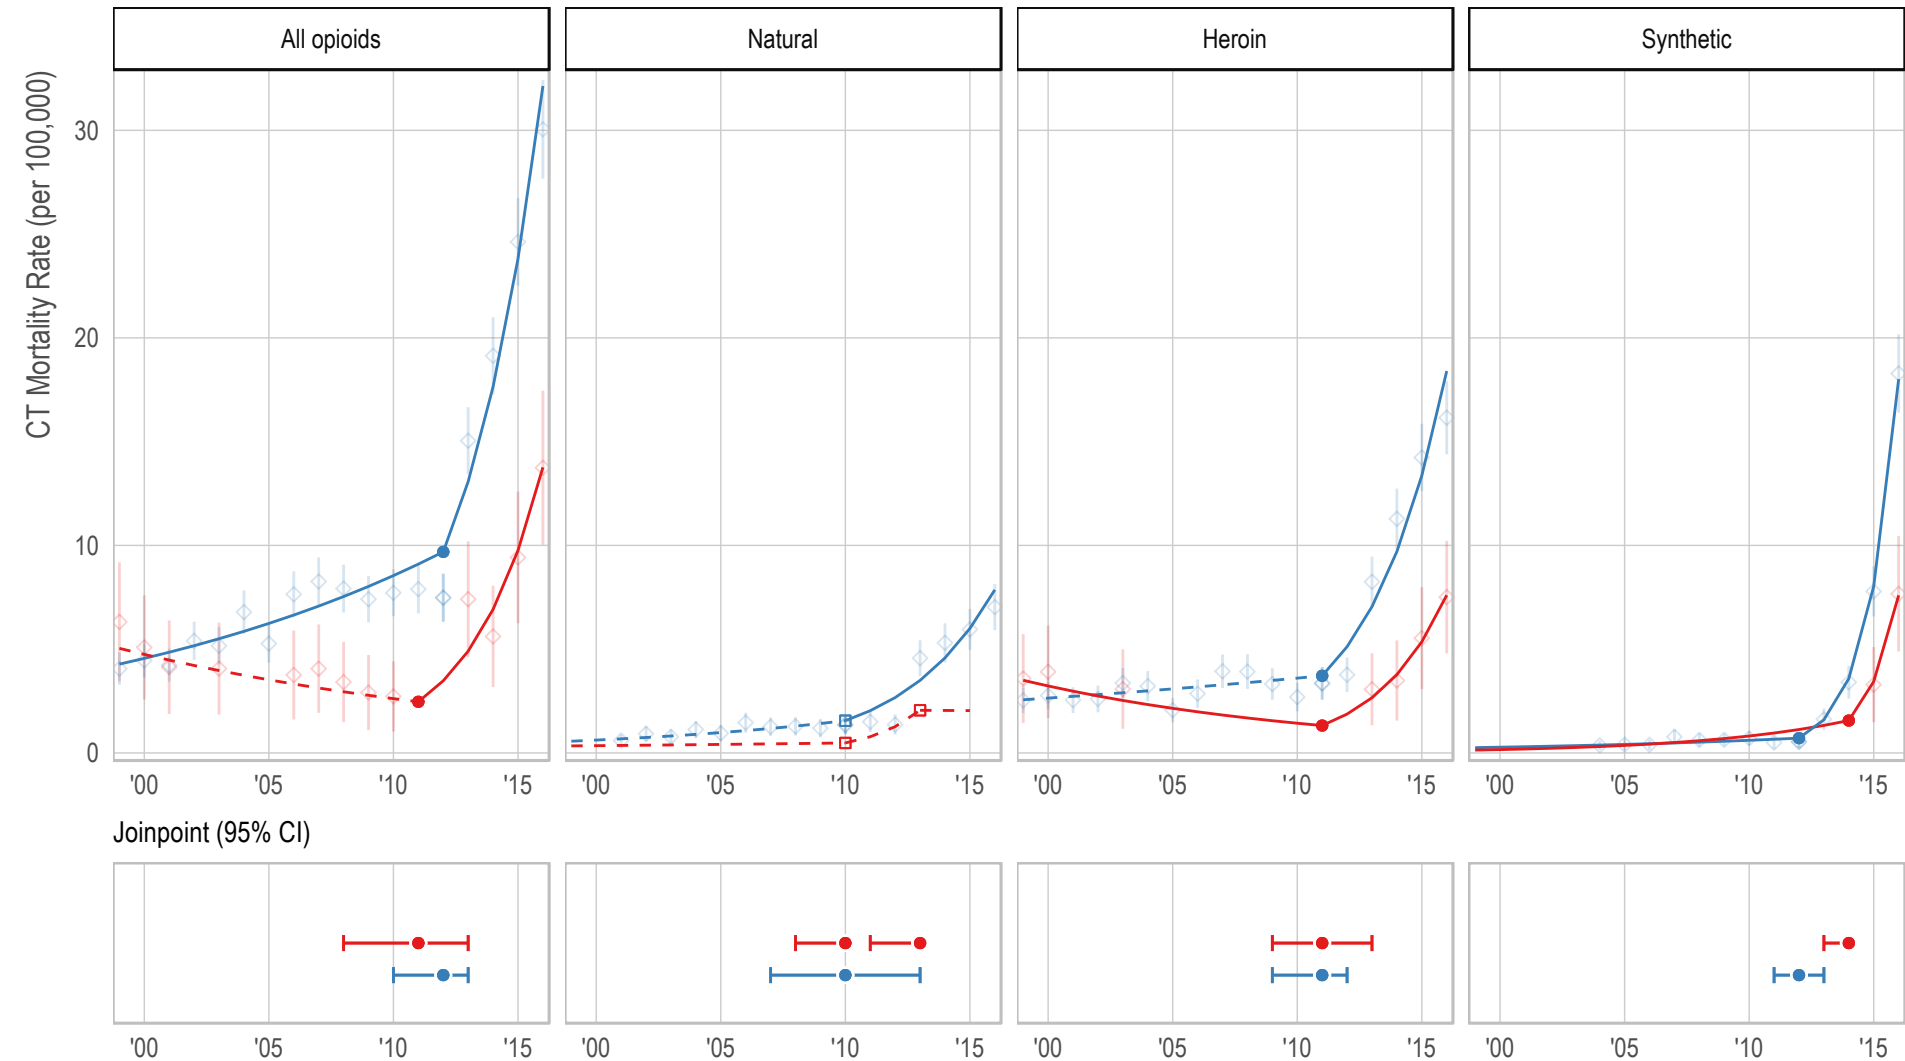 All opioids Natural Heroin Synthetic
CT Mortality Rate (per 100,000)
30
20
10
0
'00 '05 '10 '15 '00 '05 '10 '15 '00 '05 '10 '15 '00 '05 '10 '15
Joinpoint (95% CI)
'00 '05 '10 '15 '00 '05 '10 '15 '00 '05 '10 '15 '00 '05 '10 '15